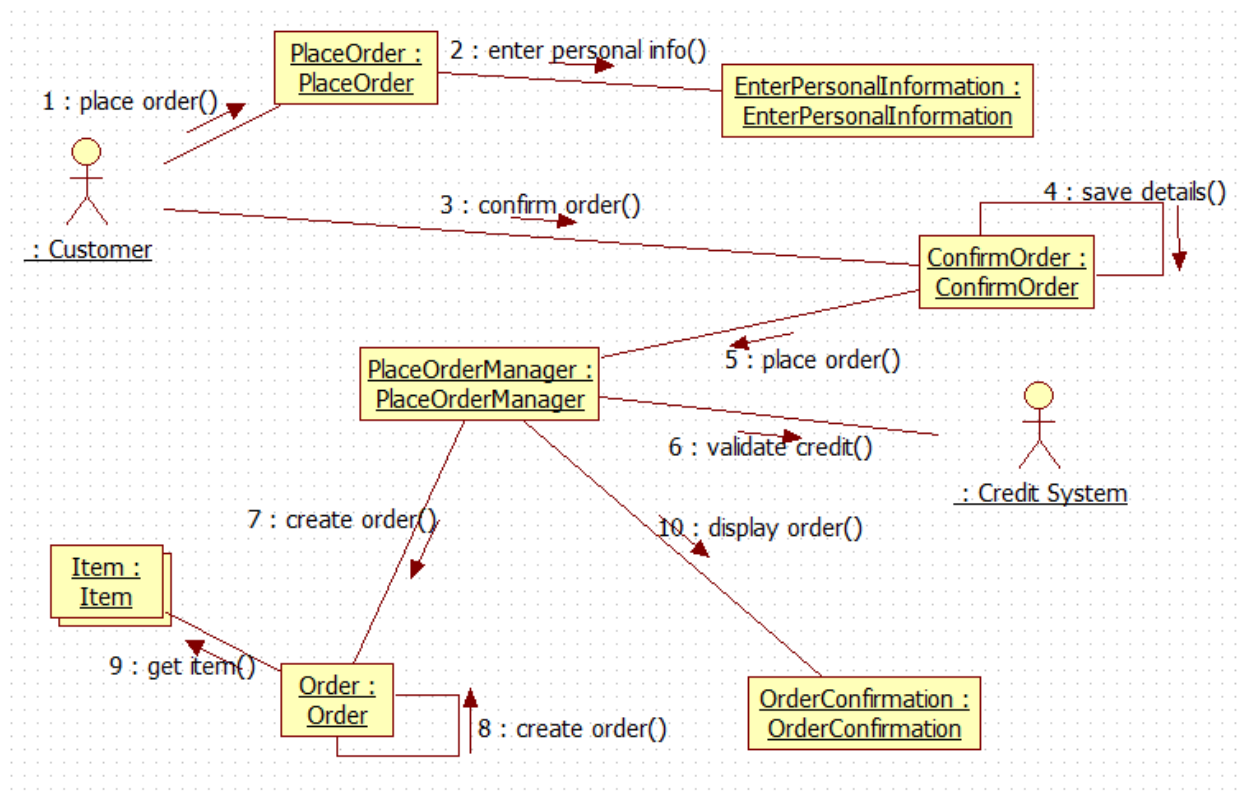 PlaceOrder :
PlaceOrder
2 : enter personal info()
EnterPersonalInformation :
EnterPersonalInformation
1 : place order()
: Customer
3 : confirm order()
4 : save details()
ConfirmOrder :
ConfirmOrder
5 : place order()
PlaceOrderManager :
PlaceOrderManager
6 : validate credit()
: Credit System
7 : create order()
10 : display order()
Item :
Item
9 : get item()
Order :
Order
8 : create order()
OrderConfirmation :
OrderConfirmation